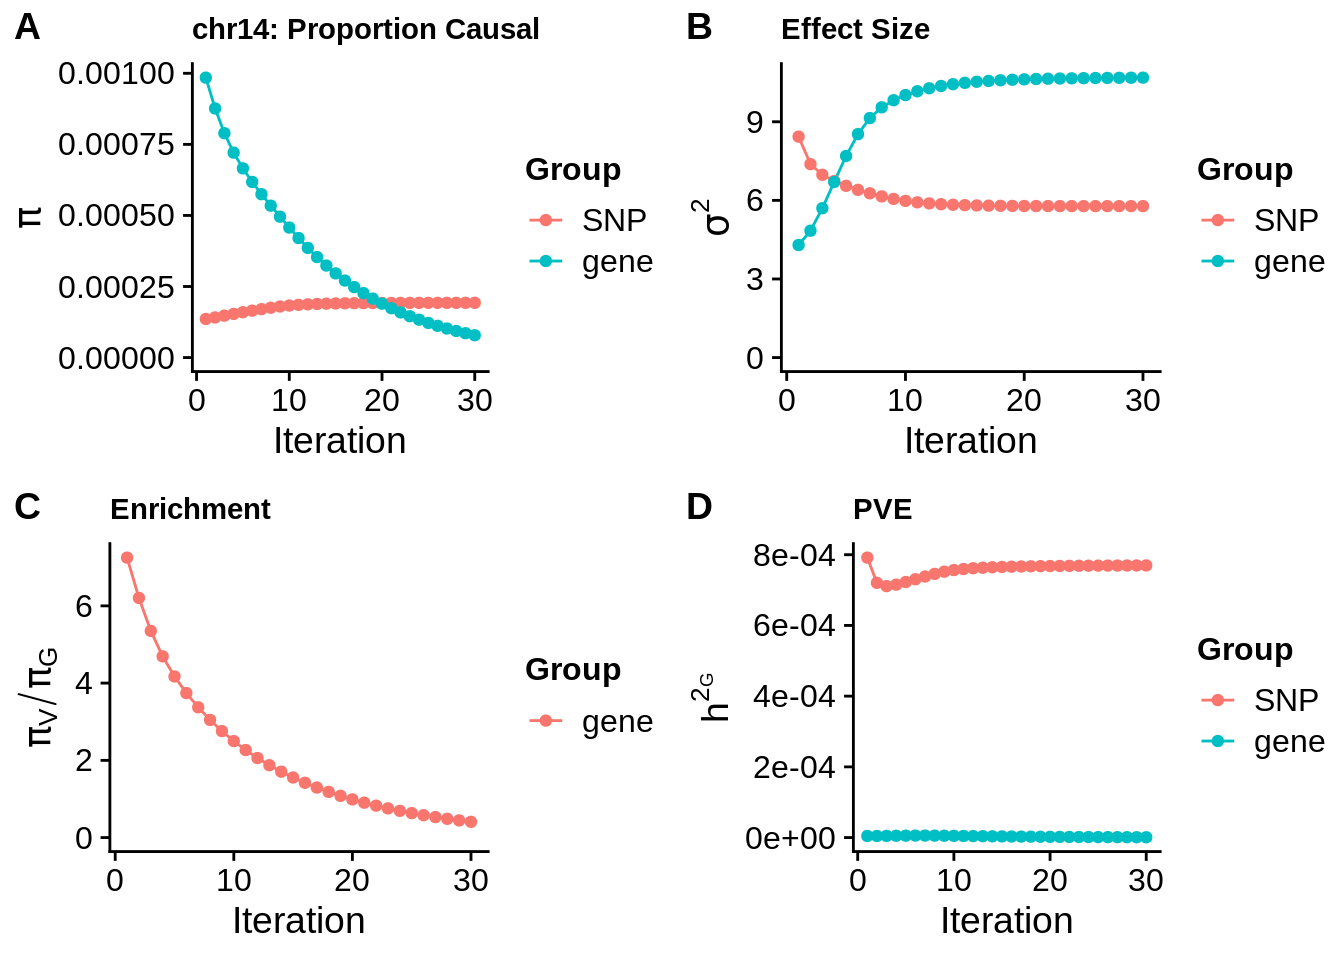 A
chr14: Proportion Causal
0.00100
0.00075
0.00050
0.00025
0.00000
π
0 10 20 30
Iteration
Group
SNP
gene
B
Effect Size
9
6
3
0
σ²
0 10 20 30
Iteration
Group
SNP
gene
C
Enrichment
6
4
2
0
πV/πG
0 10 20 30
Iteration
Group
gene
D
PVE
8e-04
6e-04
4e-04
2e-04
0e+00
h2G
0 10 20 30
Iteration
Group
SNP
gene